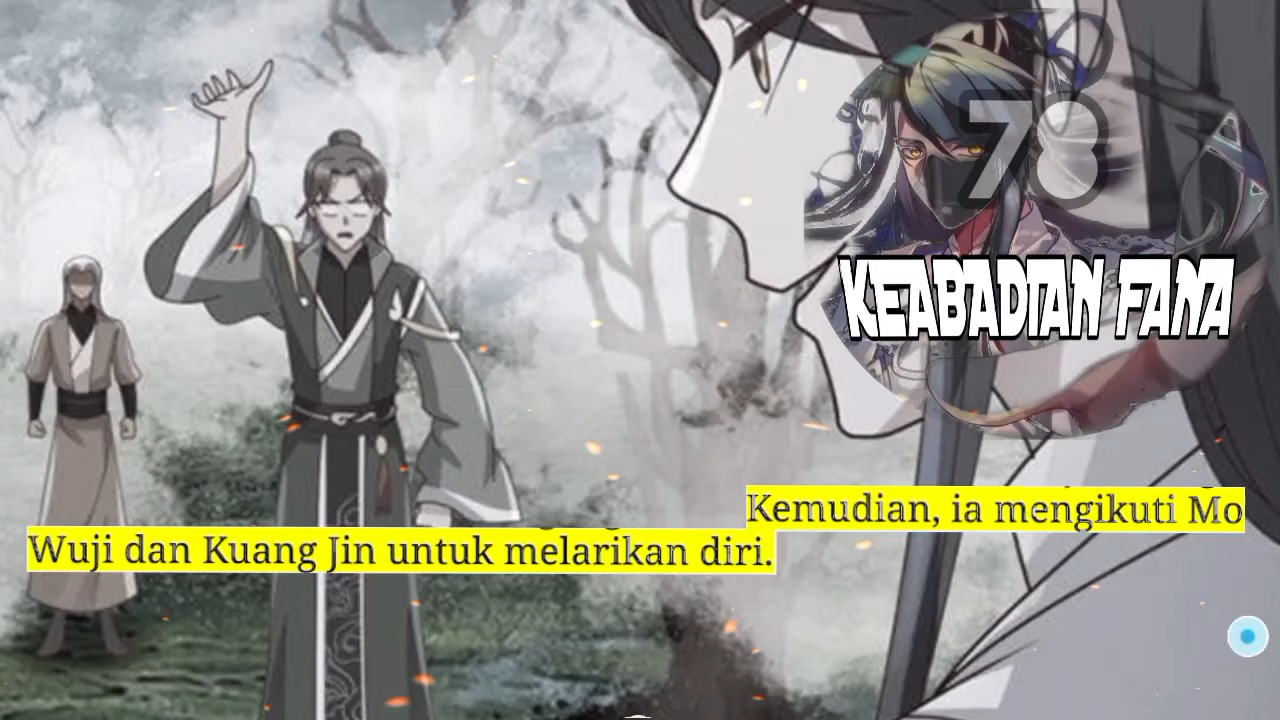 78
KEABADIAN FANA
Kemudian, ia mengikuti Mo
Wuji dan Kuang Jin untuk melarikan diri.